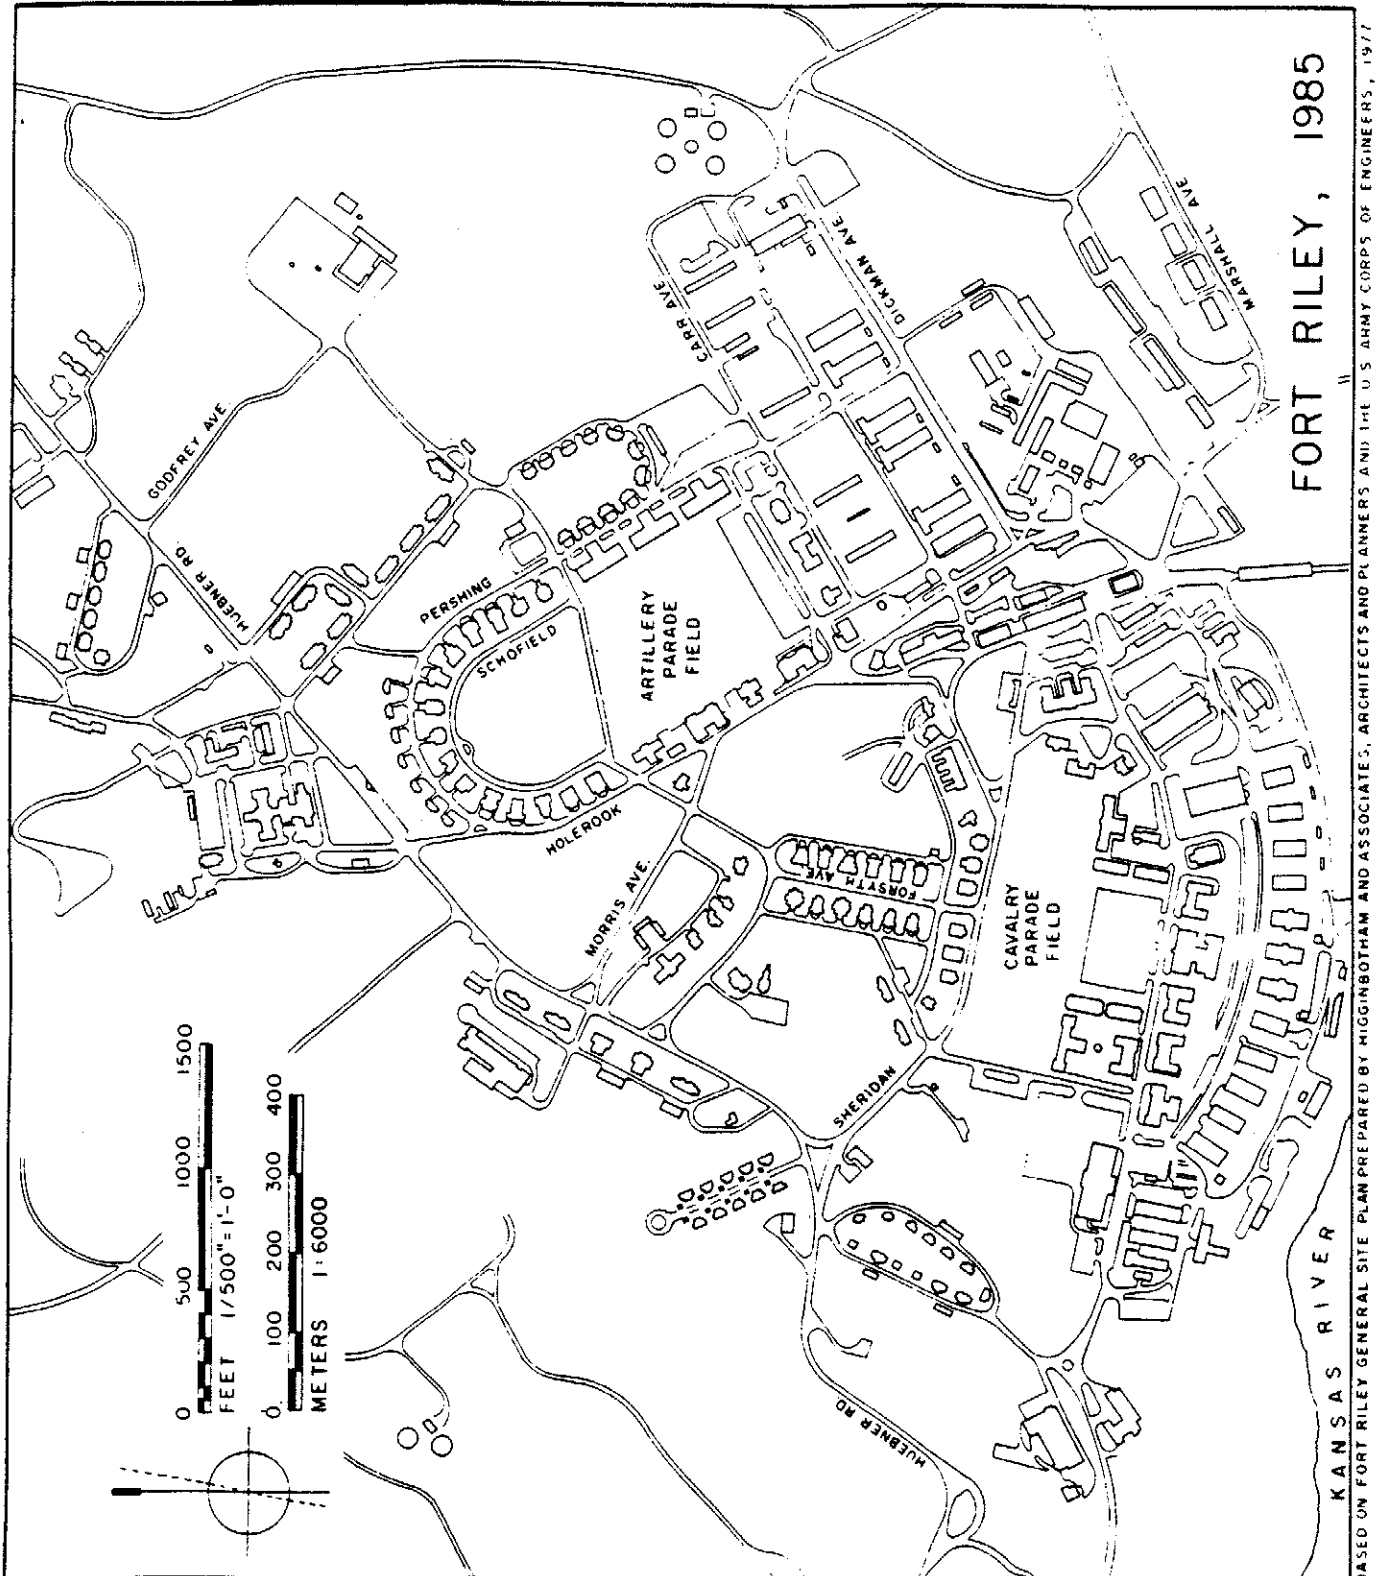 FORT RILEY, 1985
0 500 1000 1500
FEET 1/500"=1'-0"
0 100 200 300 400
METERS 1:6000
GODFREY AVE
HUEBNER RD
PERSHING
SCHOFIELD
ARTILLERY
PARADE
FIELD
HOLEROOK
MORRIS AVE.
FORSYTH AVE
CARR AVE
DICKMAN AVE
MARSHALL AVE
CAVALRY
PARADE
FIELD
SHERIDAN
HUEBNER RD
KANSAS RIVER
BASED ON FORT RILEY GENERAL SITE PLAN PREPARED BY HIGGINBOTHAM AND ASSOCIATES, ARCHITECTS AND PLANNERS AND THE U S ARMY CORPS OF ENGINEERS, 1977